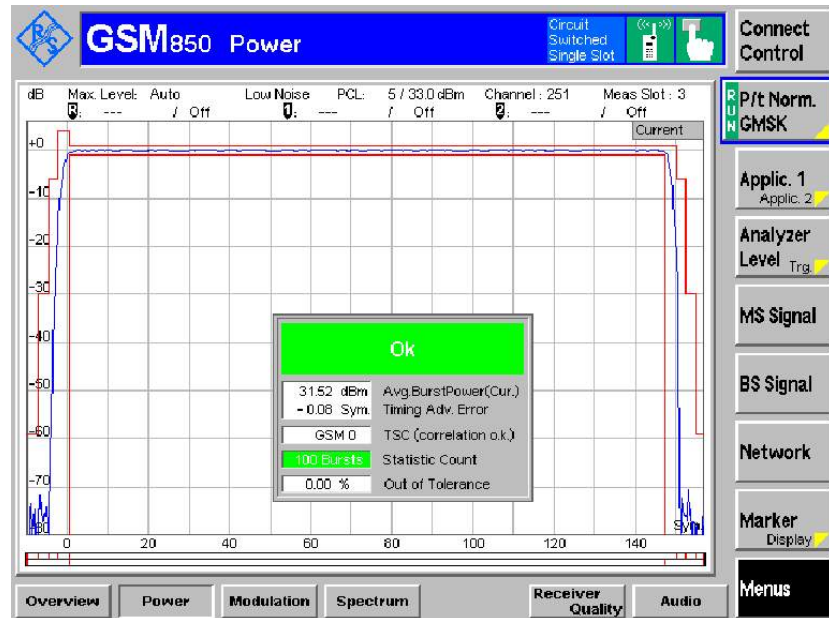 R&S
GSM850 Power
Circuit Switched Single Slot
Connect Control
dB Max. Level: Auto Low Noise PCL: 5 / 33.0 dBm Channel : 251 Meas Slot : 3
R: --- / Off 1: --- / Off 2: --- / Off
Current
RUN
P/t Norm. GMSK
Applic. 1
Applic. 2
Analyzer Level Trg.
MS Signal
BS Signal
Network
Marker
Display
Menus
+0
-10
-20
-30
-40
-50
-60
-70
-80
Ok
31.52 dBm Avg.BurstPower(Cur.)
- 0.08 Sym. Timing Adv. Error
GSM 0 TSC (correlation o.k.)
100 Bursts Statistic Count
0.00 % Out of Tolerance
0 20 40 60 80 100 120 140
Overview Power Modulation Spectrum Receiver Quality Audio